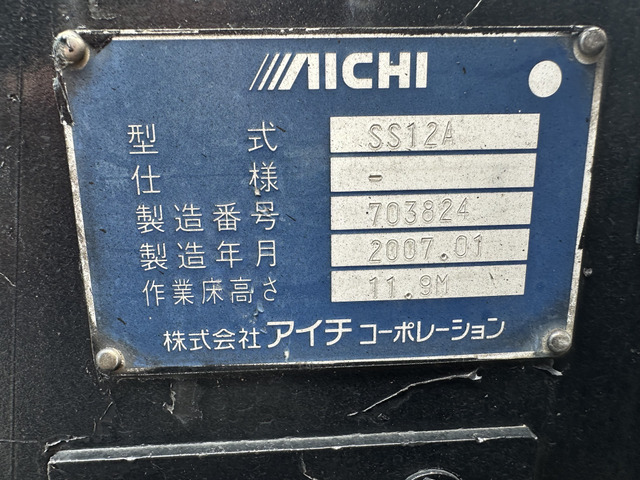 AICHI
型式 SS12A
仕様 -
製造番号 703824
製造年月 2007.01
作業床高さ 11.9M
株式会社アイチコーポレーション